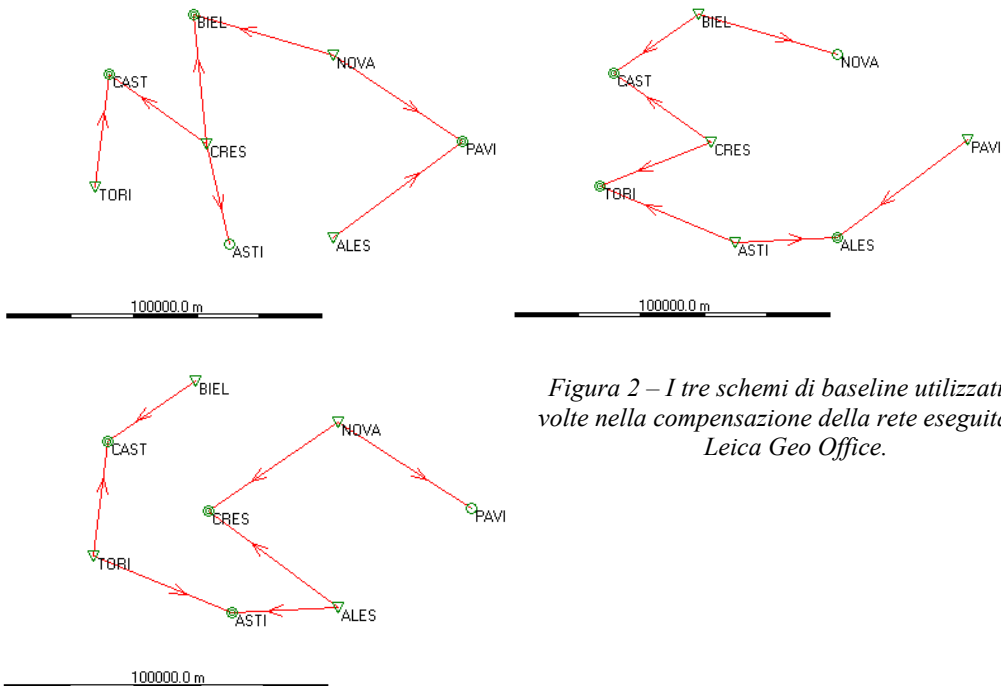 BIEL
NOVA
CAST
CRES
PAVI
TORI
ASTI
ALES
100000.0 m
BIEL
NOVA
CAST
CRES
PAVI
TORI
ASTI
ALES
100000.0 m
BIEL
NOVA
CAST
CRES
PAVI
TORI
ASTI
ALES
100000.0 m
Figura 2 – I tre schemi di baseline utilizzati
volte nella compensazione della rete eseguita
Leica Geo Office.